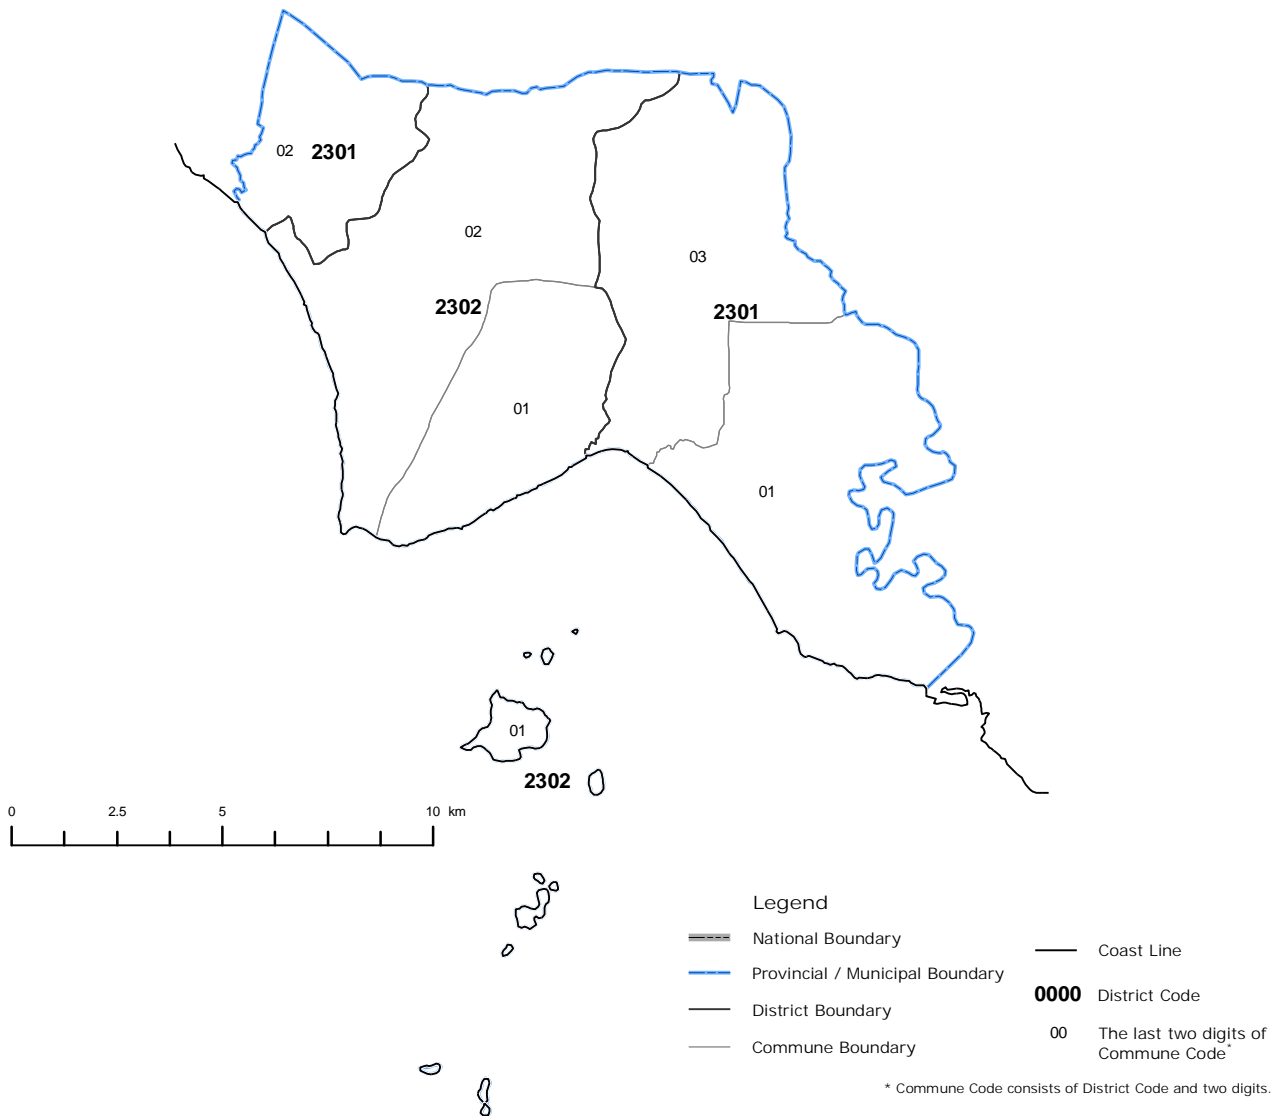 02 2301
02
03
2302
2301
01
01
01
2302
0 2.5 5 10 km
Legend
National Boundary
Provincial / Municipal Boundary
District Boundary
Commune Boundary
Coast Line
0000 District Code
00 The last two digits of
Commune Code*
* Commune Code consists of District Code and two digits.